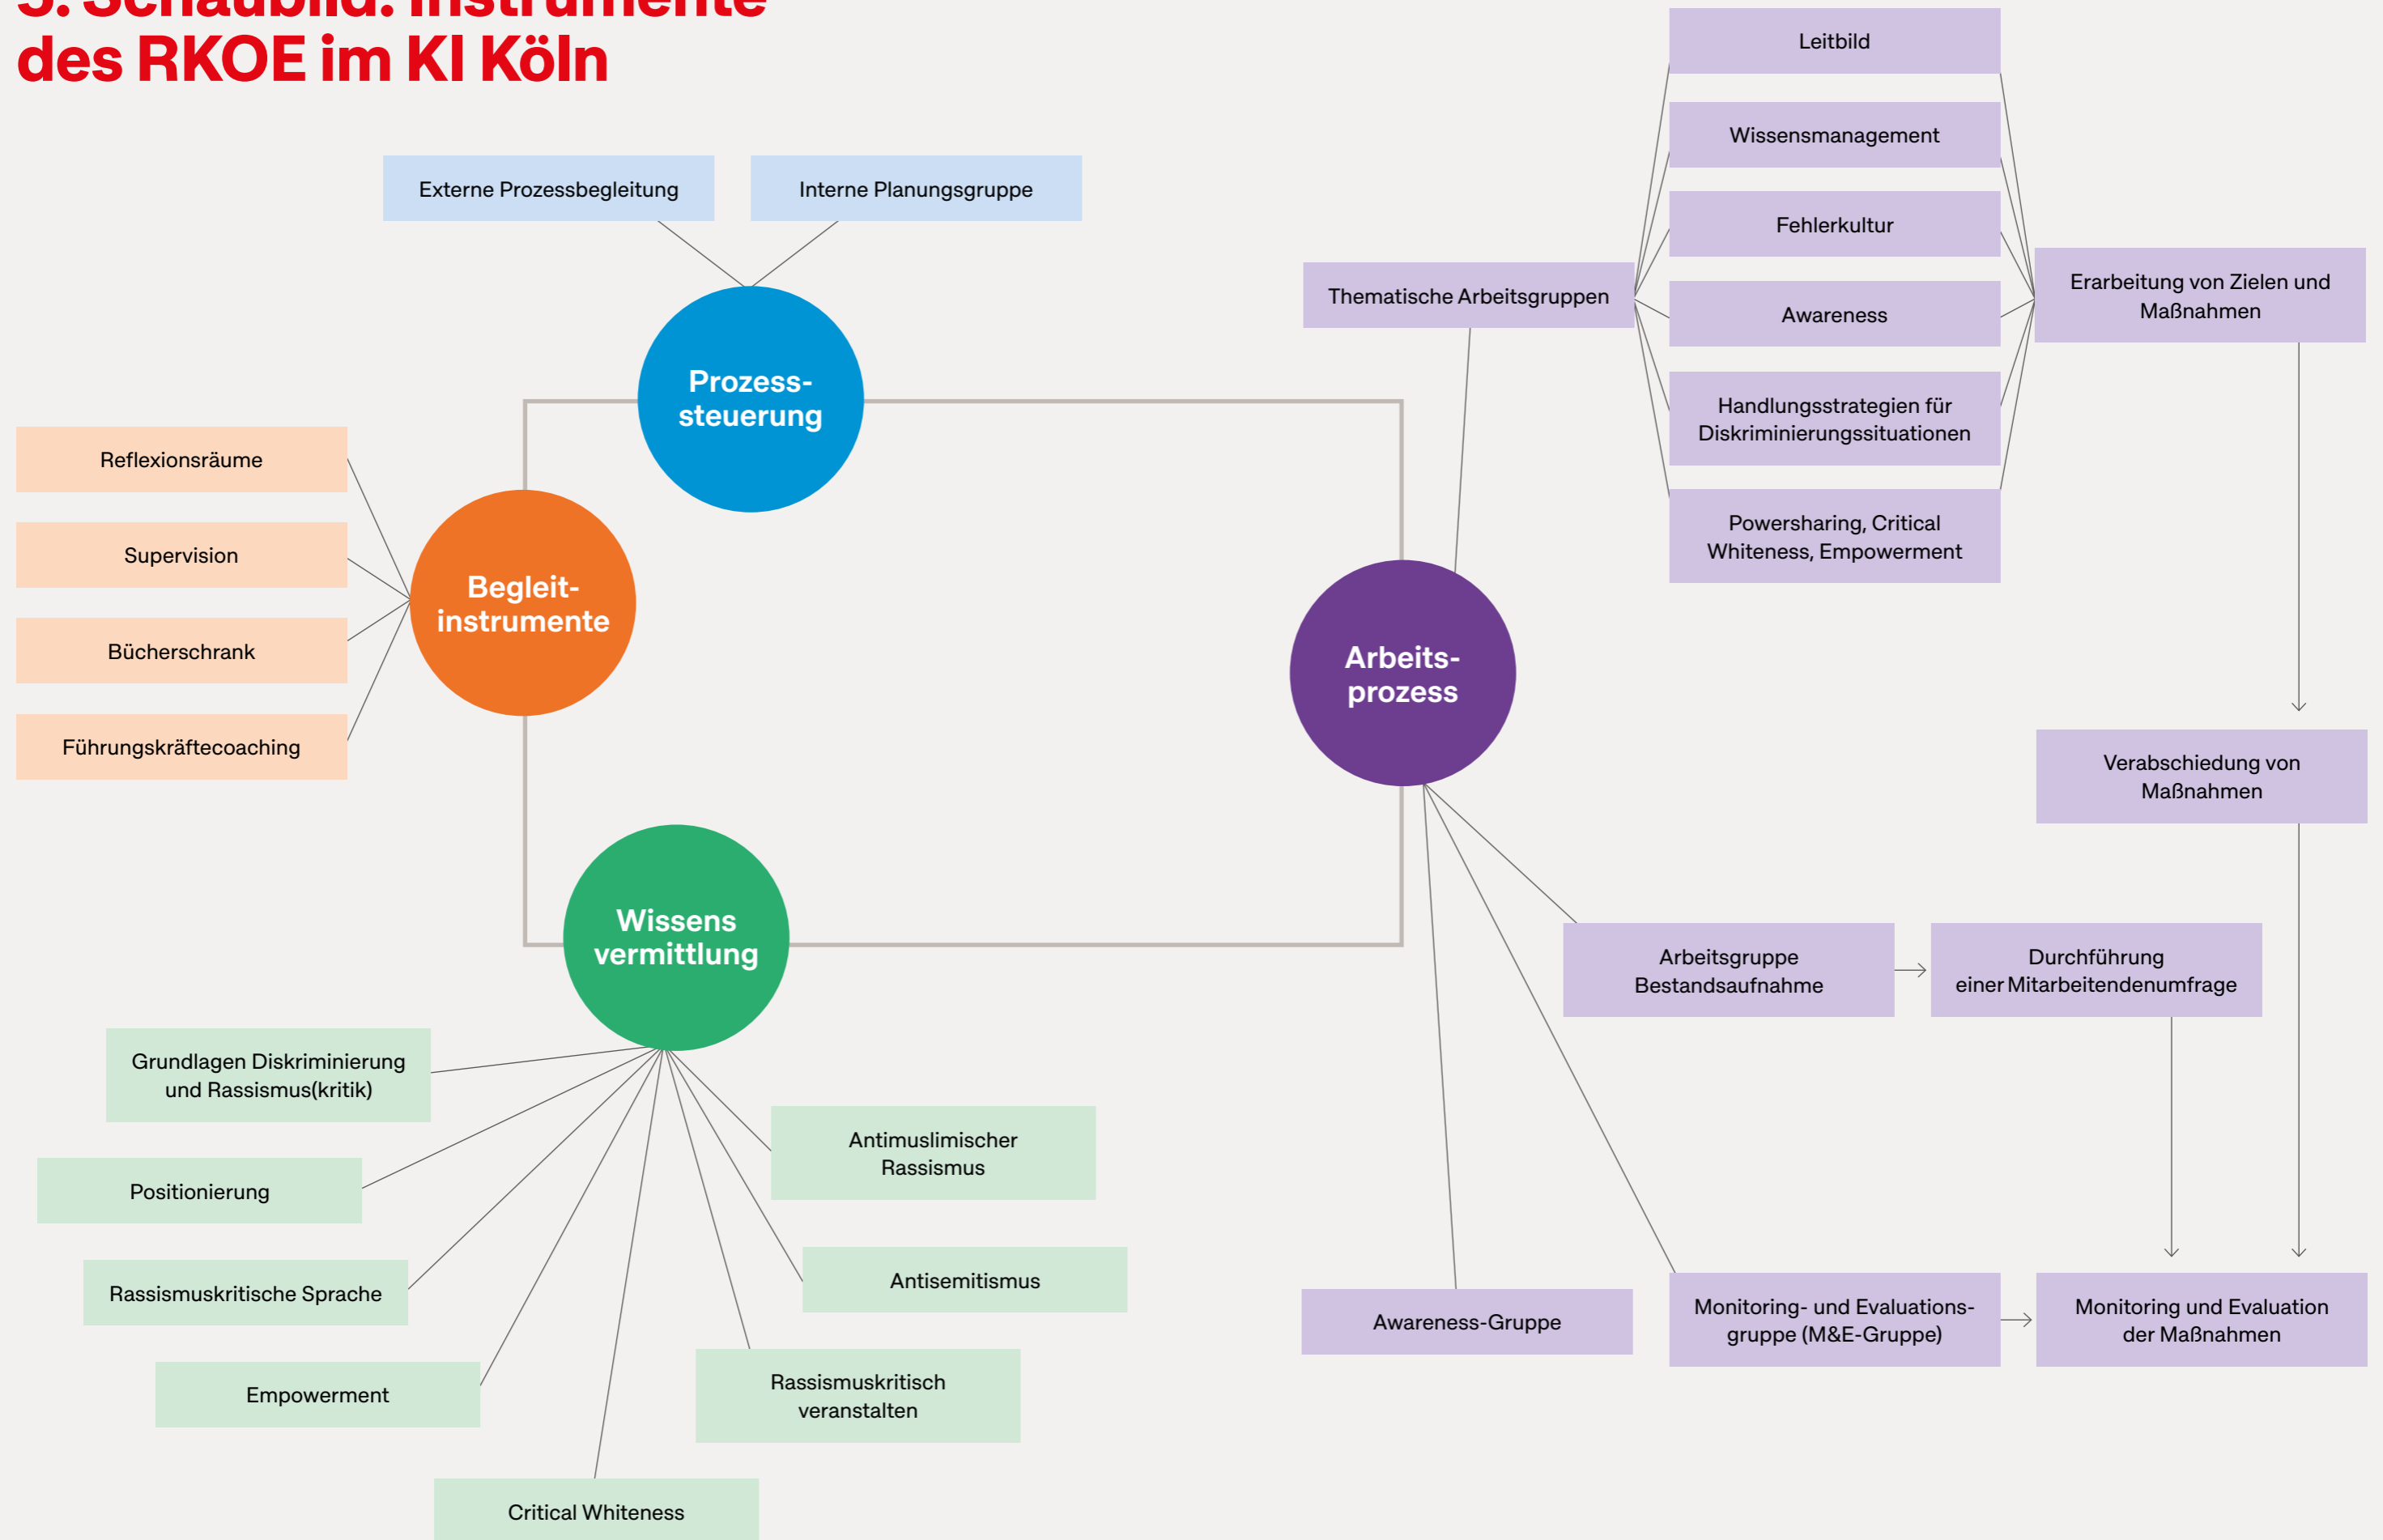 3. Schaubild: Instrumente
des RKOE im KI Köln
Externe Prozessbegleitung
Interne Planungsgruppe
Prozess-
steuerung
Reflexionsräume
Supervision
Bücherschrank
Führungskräftecoaching
Begleit-
instrumente
Wissens
vermittlung
Grundlagen Diskriminierung
und Rassismus(kritik)
Positionierung
Rassismuskritische Sprache
Empowerment
Critical Whiteness
Rassismuskritisch
veranstalten
Antisemitismus
Antimuslimischer
Rassismus
Arbeits-
prozess
Thematische Arbeitsgruppen
Leitbild
Wissensmanagement
Fehlerkultur
Awareness
Handlungsstrategien für
Diskriminierungssituationen
Powersharing, Critical
Whiteness, Empowerment
Erarbeitung von Zielen und
Maßnahmen
Verabschiedung von
Maßnahmen
Arbeitsgruppe
Bestandsaufnahme
Durchführung
einer Mitarbeitendenumfrage
Awareness-Gruppe
Monitoring- und Evaluations-
gruppe (M&E-Gruppe)
Monitoring und Evaluation
der Maßnahmen